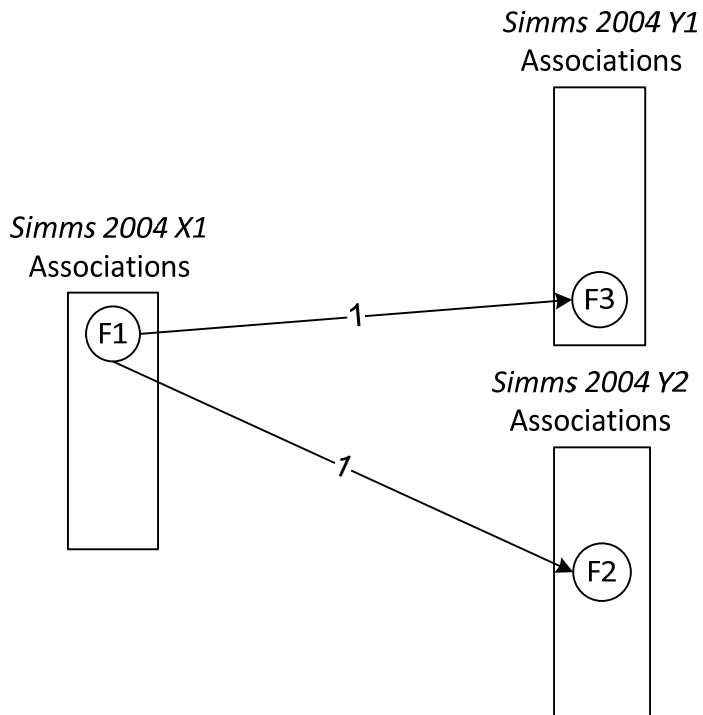 Simms 2004 Y1
Associations
Simms 2004 X1
Associations
F1
1
F3
Simms 2004 Y2
Associations
1
F2